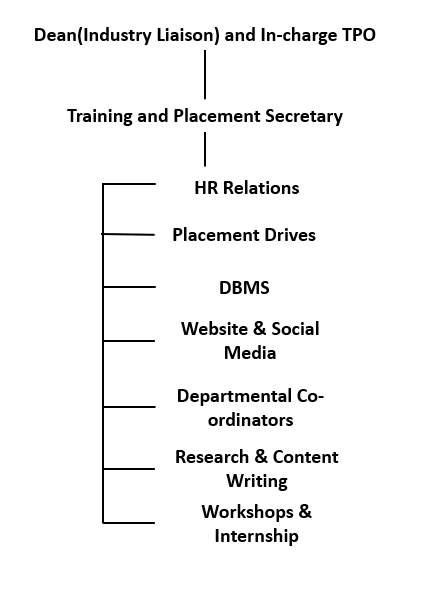 Dean(Industry Liaison) and In-charge TPO
Training and Placement Secretary
HR Relations
Placement Drives
DBMS
Website & Social
Media
Departmental Co-
ordinators
Research & Content
Writing
Workshops &
Internship